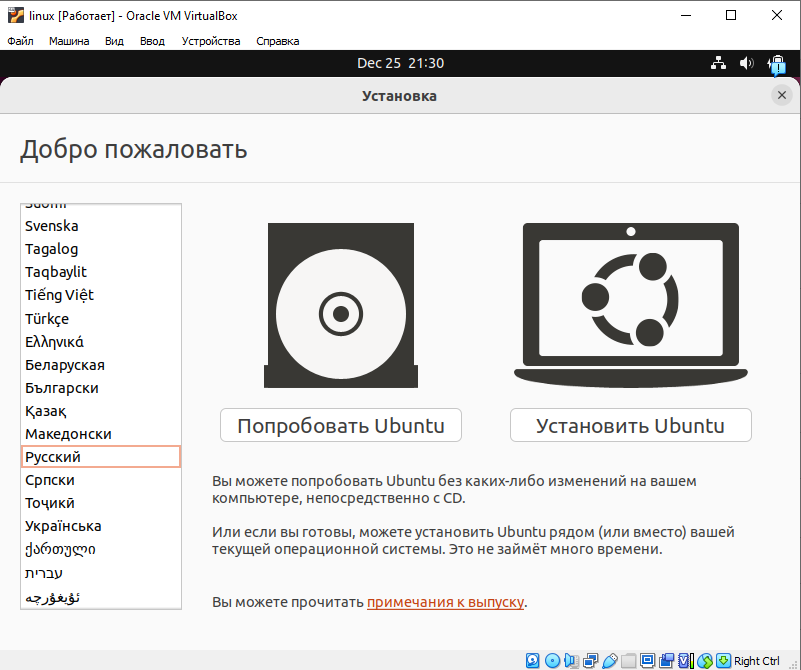 linux [Работает] - Oracle VM VirtualBox
Файл Машина Вид Ввод Устройства Справка
Dec 25 21:30
Установка
Добро пожаловать
Suomi
Svenska
Tagalog
Taqbaylit
Tiếng Việt
Türkçe
Ελληνικά
Беларуская
Български
Қазақ
Македонски
Русский
Српски
Тоҷикӣ
Українська
ქართული
עברית
ئۇيغۇرچە
Попробовать Ubuntu
Установить Ubuntu
Вы можете попробовать Ubuntu без каких-либо изменений на вашем
компьютере, непосредственно с CD.
Или если вы готовы, можете установить Ubuntu рядом (или вместо) вашей
текущей операционной системы. Это не займёт много времени.
Вы можете прочитать примечания к выпуску.
Right Ctrl